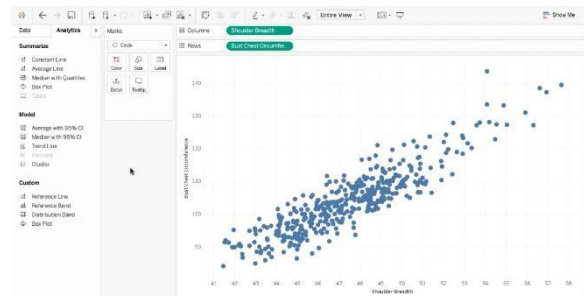 Entire View
Show Me
Data
Analytics
Marks
Columns
Shoulder Breadth
Rows
Bust Chest Circumfer..
Summarize
Constant Line
Average Line
Median with Quartiles
Box Plot
Totals
Circle
Color
Size
Label
Detail
Tooltip
Model
Average with 95% CI
Median with 95% CI
Trend Line
Forecast
Cluster
Custom
Reference Line
Reference Band
Distribution Band
Box Plot
Bust Chest Circumference
140
130
120
110
100
90
41 42 43 44 45 46 47 48 49 50 51 52 53 54 55 56 57 58
Shoulder Breadth